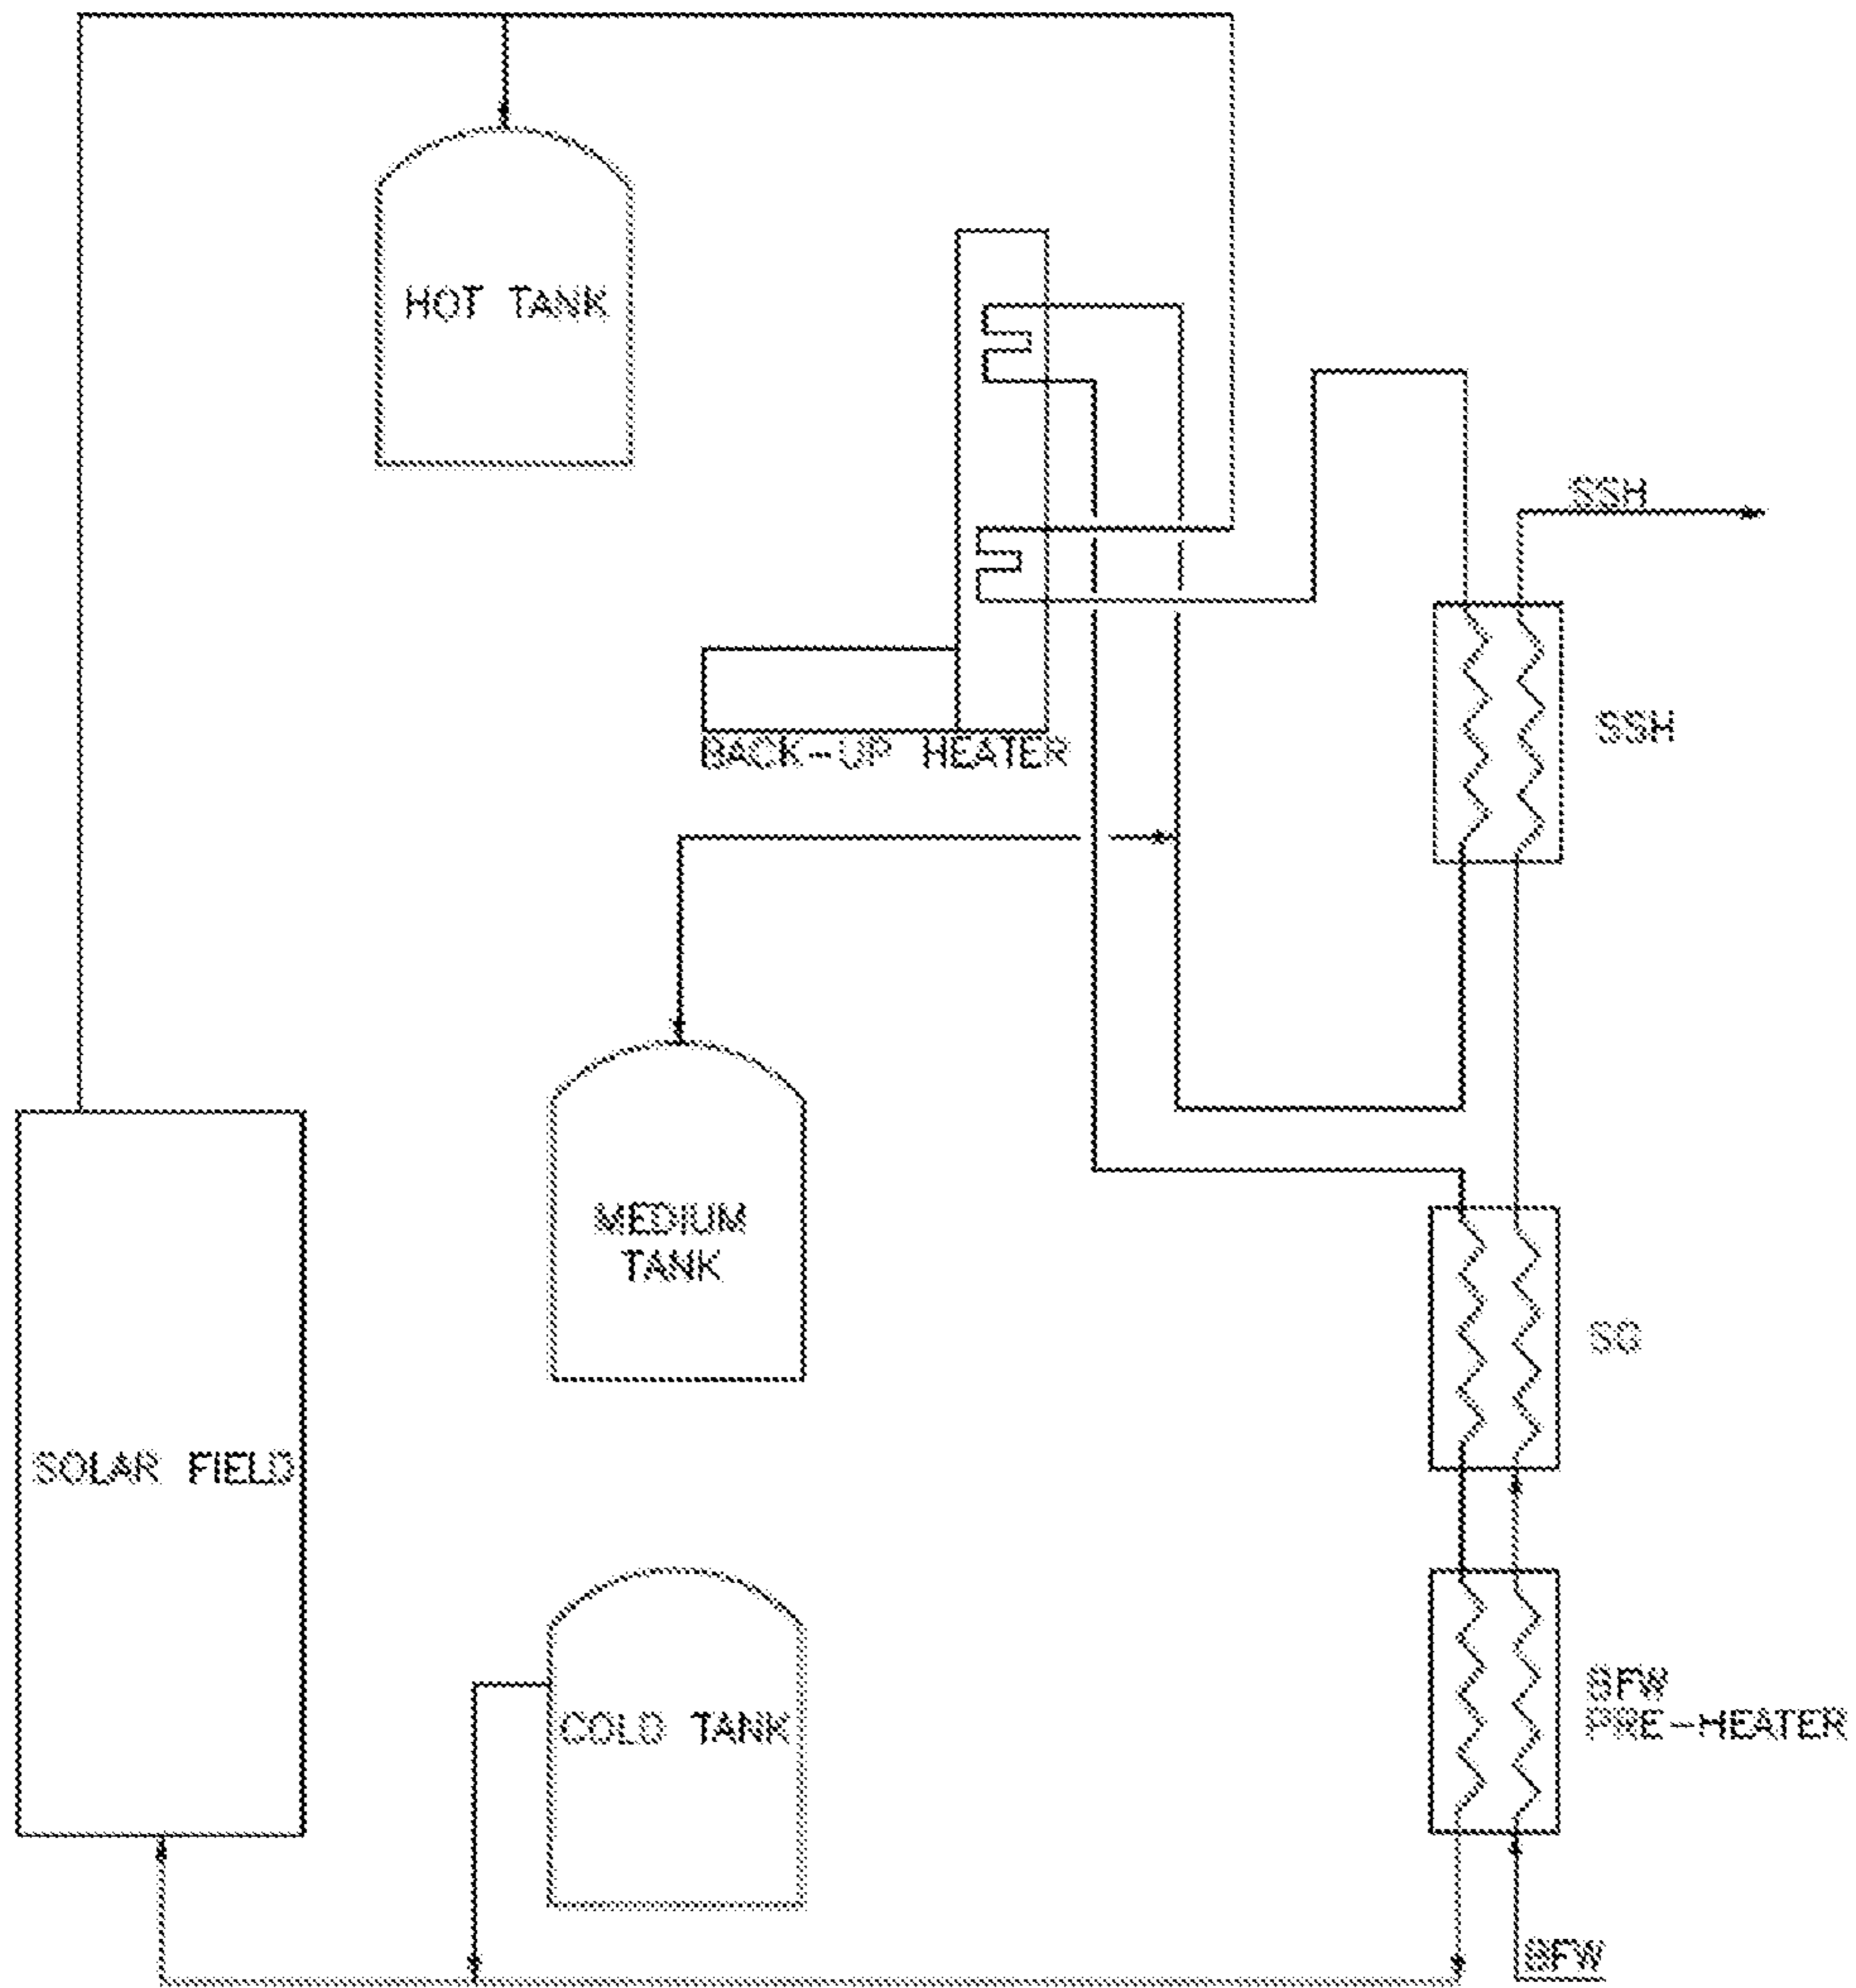 HOT TANK
SSH
SSH
BACK-UP HEATER
MEDIUM
TANK
SG
SOLAR FIELD
BFW
PRE-HEATER
COLD TANK
BFW